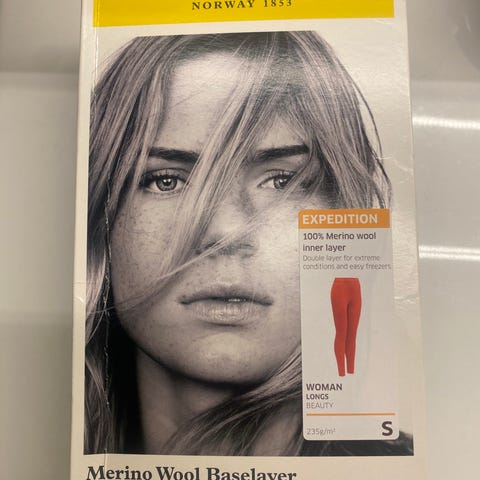 NORWAY 1853
EXPEDITION
100% Merino wool
inner layer
Double layer for extreme
conditions and easy freezers
WOMAN
LONGS
BEAUTY
235g/m²
S
Merino Wool Baselayer